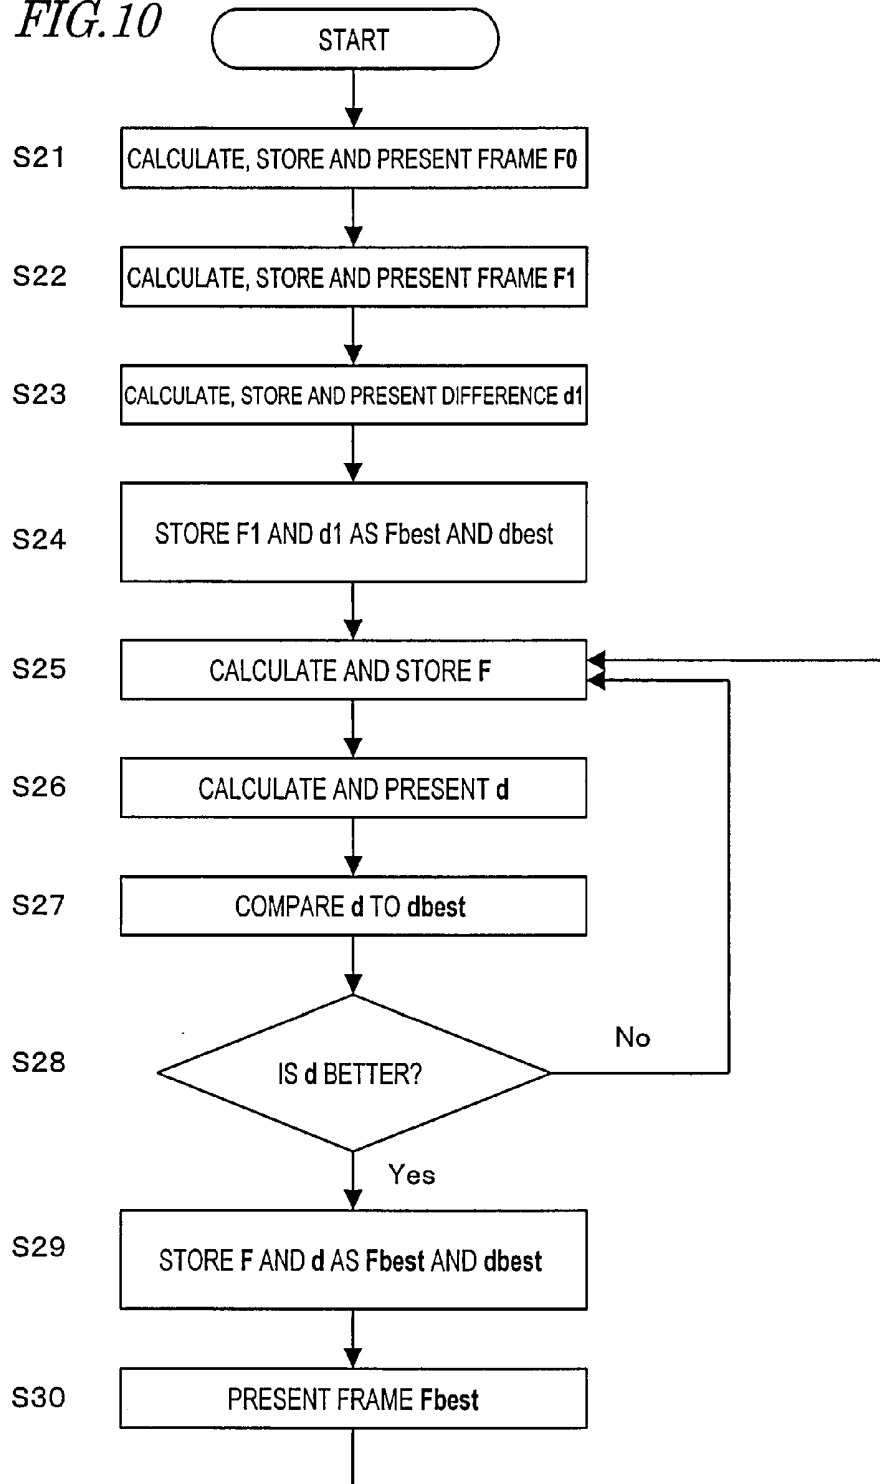 FIG.10
START
S21
CALCULATE, STORE AND PRESENT FRAME F0
S22
CALCULATE, STORE AND PRESENT FRAME F1
S23
CALCULATE, STORE AND PRESENT DIFFERENCE d1
S24
STORE F1 AND d1 AS Fbest AND dbest
S25
CALCULATE AND STORE F
S26
CALCULATE AND PRESENT d
S27
COMPARE d TO dbest
S28
IS d BETTER?
No
Yes
S29
STORE F AND d AS Fbest AND dbest
S30
PRESENT FRAME Fbest